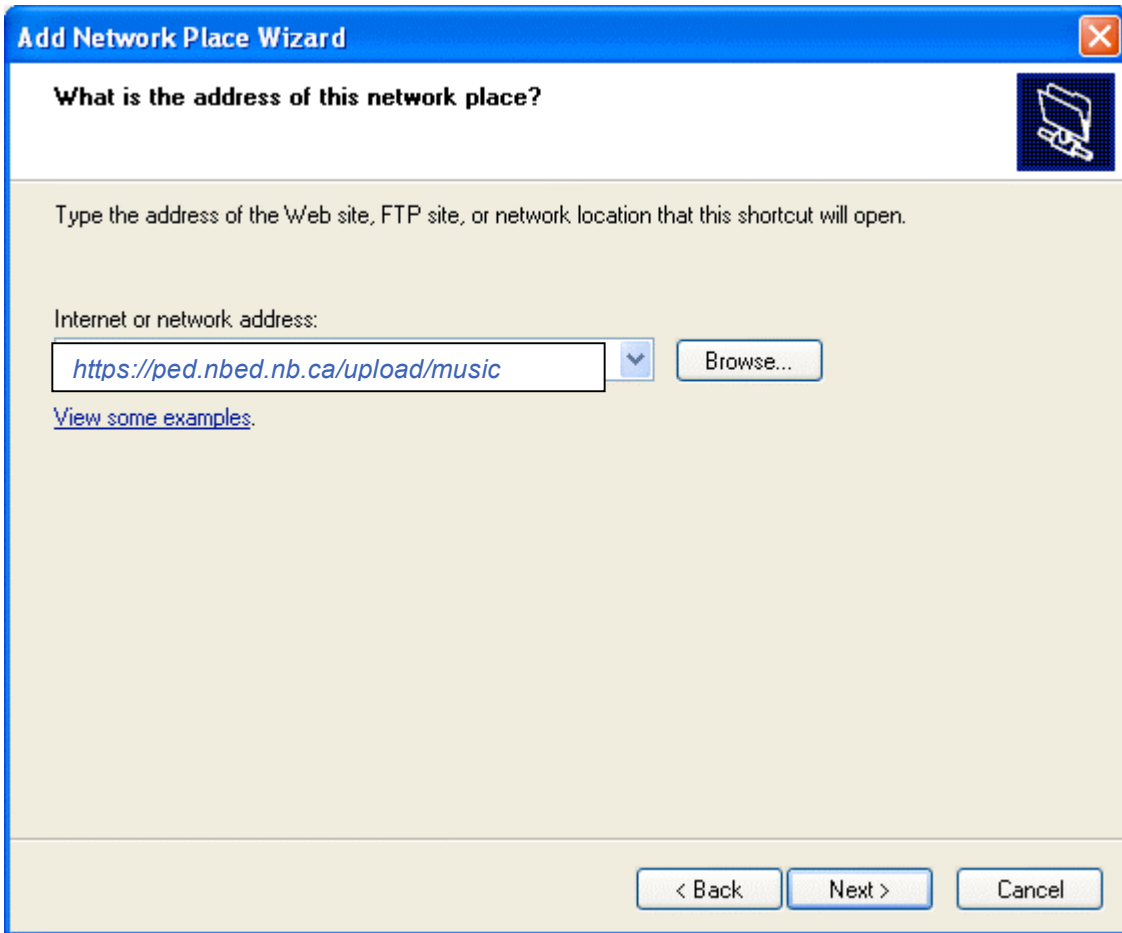 Add Network Place Wizard
What is the address of this network place?
Type the address of the Web site, FTP site, or network location that this shortcut will open.
Internet or network address:
https://ped.nbed.nb.ca/upload/music
Browse...
View some examples.
< Back
Next >
Cancel